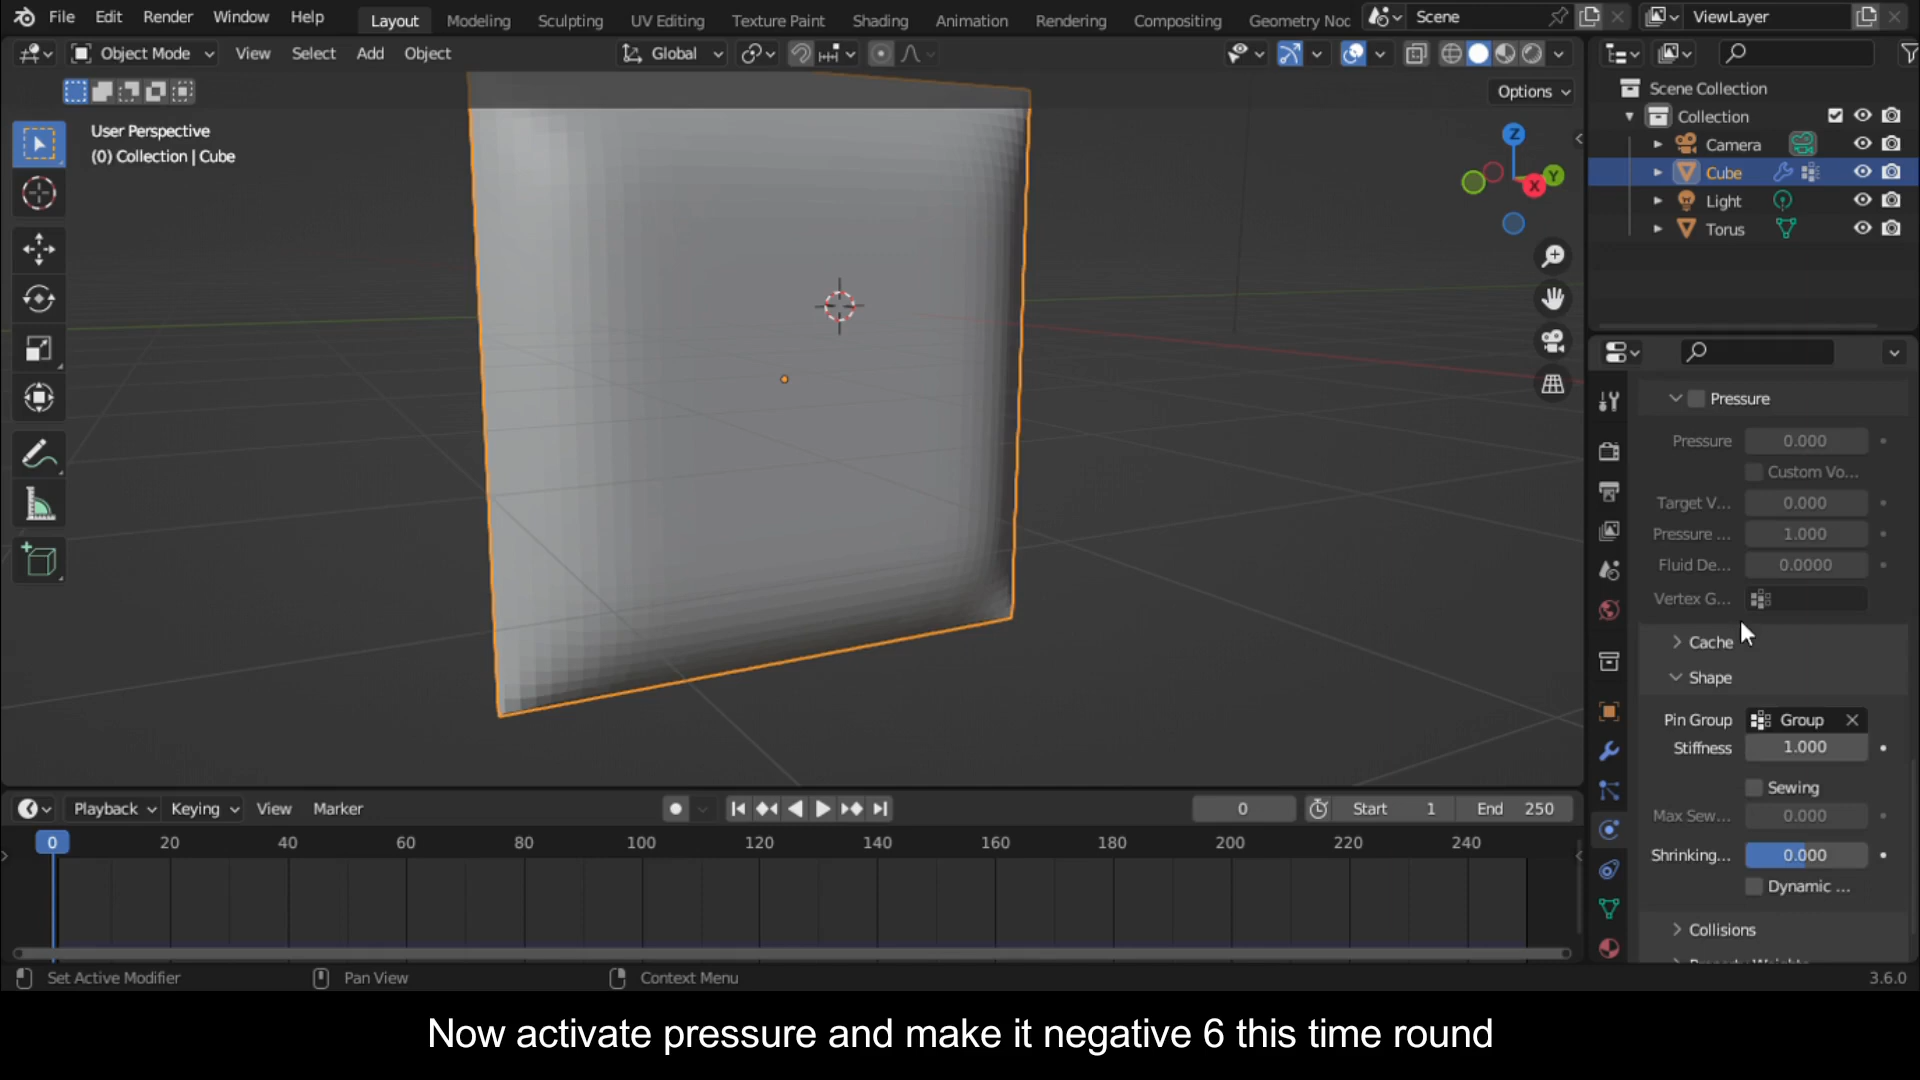 File Edit Render Window Help
Layout Modeling Sculpting UV Editing Texture Paint Shading Animation Rendering Compositing Geometry Noc
Scene
ViewLayer
Object Mode View Select Add Object
Global
Options
User Perspective
(0) Collection | Cube
Z
Y
X
Scene Collection
Collection
Camera
Cube
Light
Torus
Pressure
Pressure 0.000
Custom Vo...
Target V... 0.000
Pressure ... 1.000
Fluid De... 0.0000
Vertex G...
Cache
Shape
Pin Group Group
Stiffness 1.000
Sewing
Max Sew... 0.000
Shrinking... 0.000
Dynamic ...
Collisions
Playback Keying View Marker
0
Start 1
End 250
0 20 40 60 80 100 120 140 160 180 200 220 240
Set Active Modifier
Pan View
Context Menu
3.6.0
Now activate pressure and make it negative 6 this time round